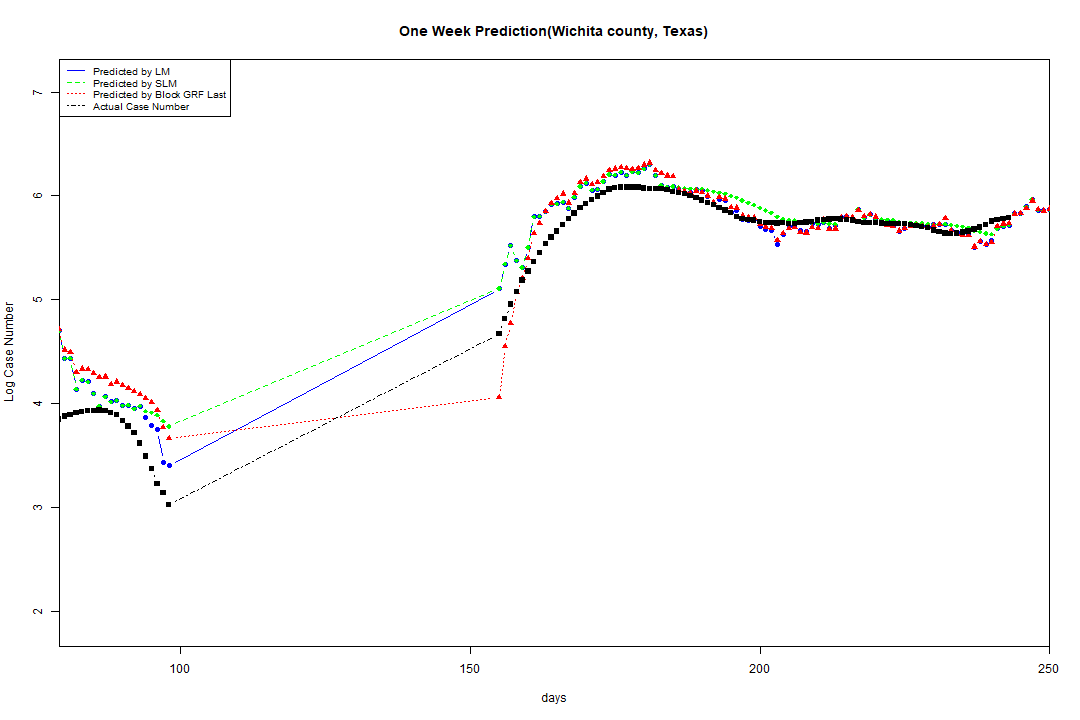 One Week Prediction(Wichita county, Texas)
Predicted by LM
Predicted by SLM
Predicted by Block GRF Last
Actual Case Number
7
6
5
4
3
2
Log Case Number
100 150 200 250
days